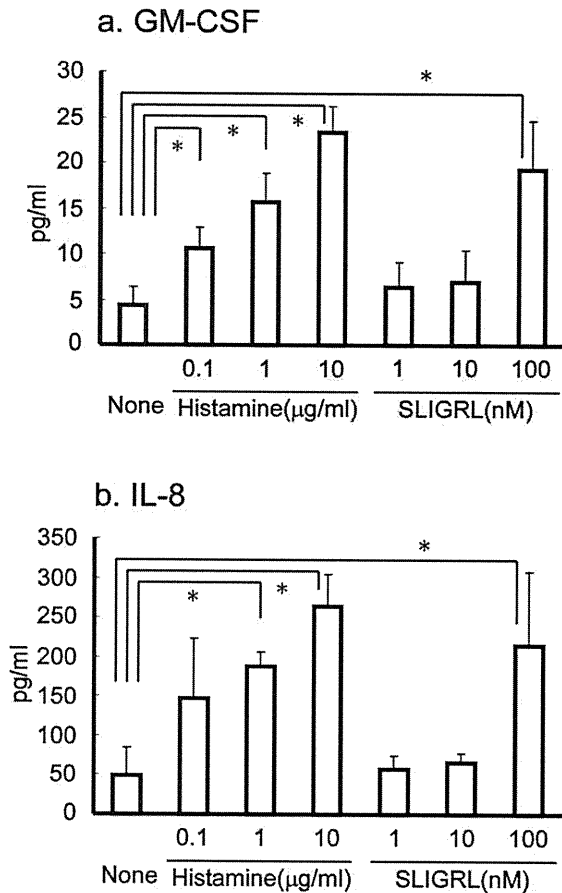 a. GM-CSF
30
25
20
15
10
5
0
pg/ml
*
*
*
*
0.1 1 10 1 10 100
None Histamine(μg/ml) SLIGRL(nM)
b. IL-8
350
300
250
200
150
100
50
0
pg/ml
*
*
*
0.1 1 10 1 10 100
None Histamine(μg/ml) SLIGRL(nM)